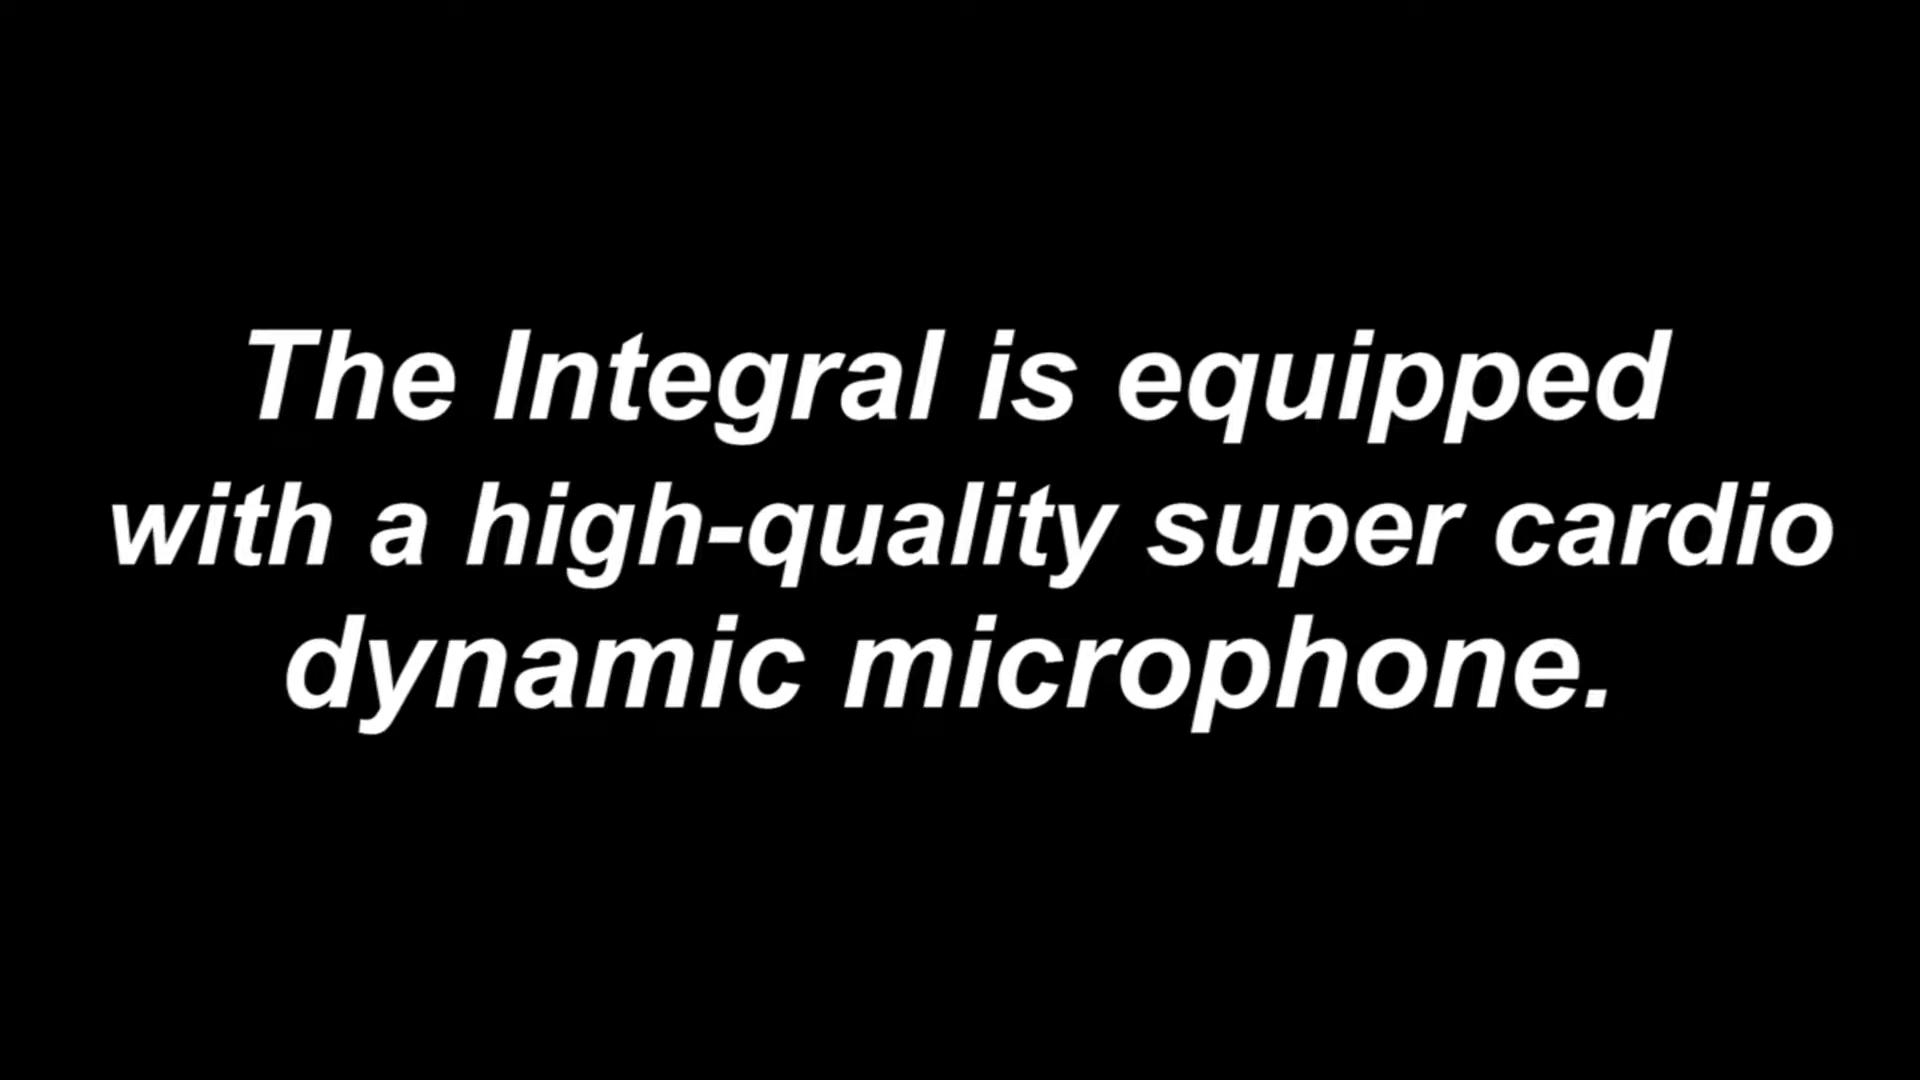 The Integral is equipped
with a high-quality super cardio
dynamic microphone.